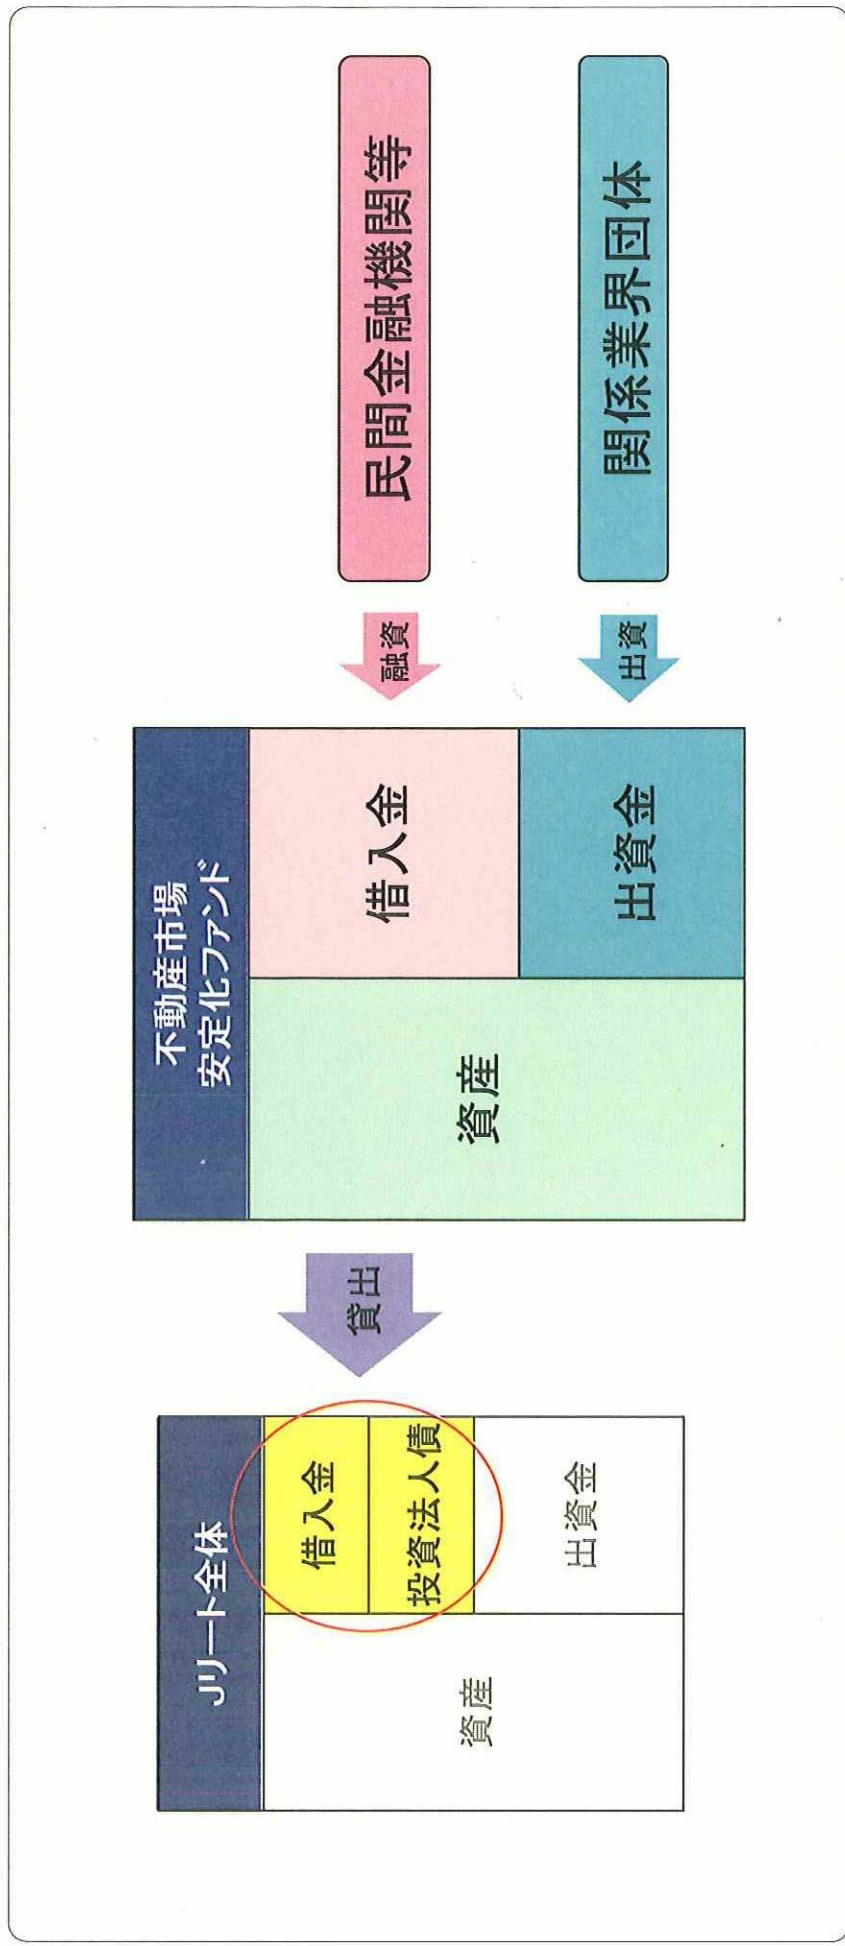 Jリート全体
資産
借入金
投資法人債
出資金
貸出
不動産市場
安定化ファンド
資産
借入金
出資金
融資
出資
民間金融機関等
関係業界団体